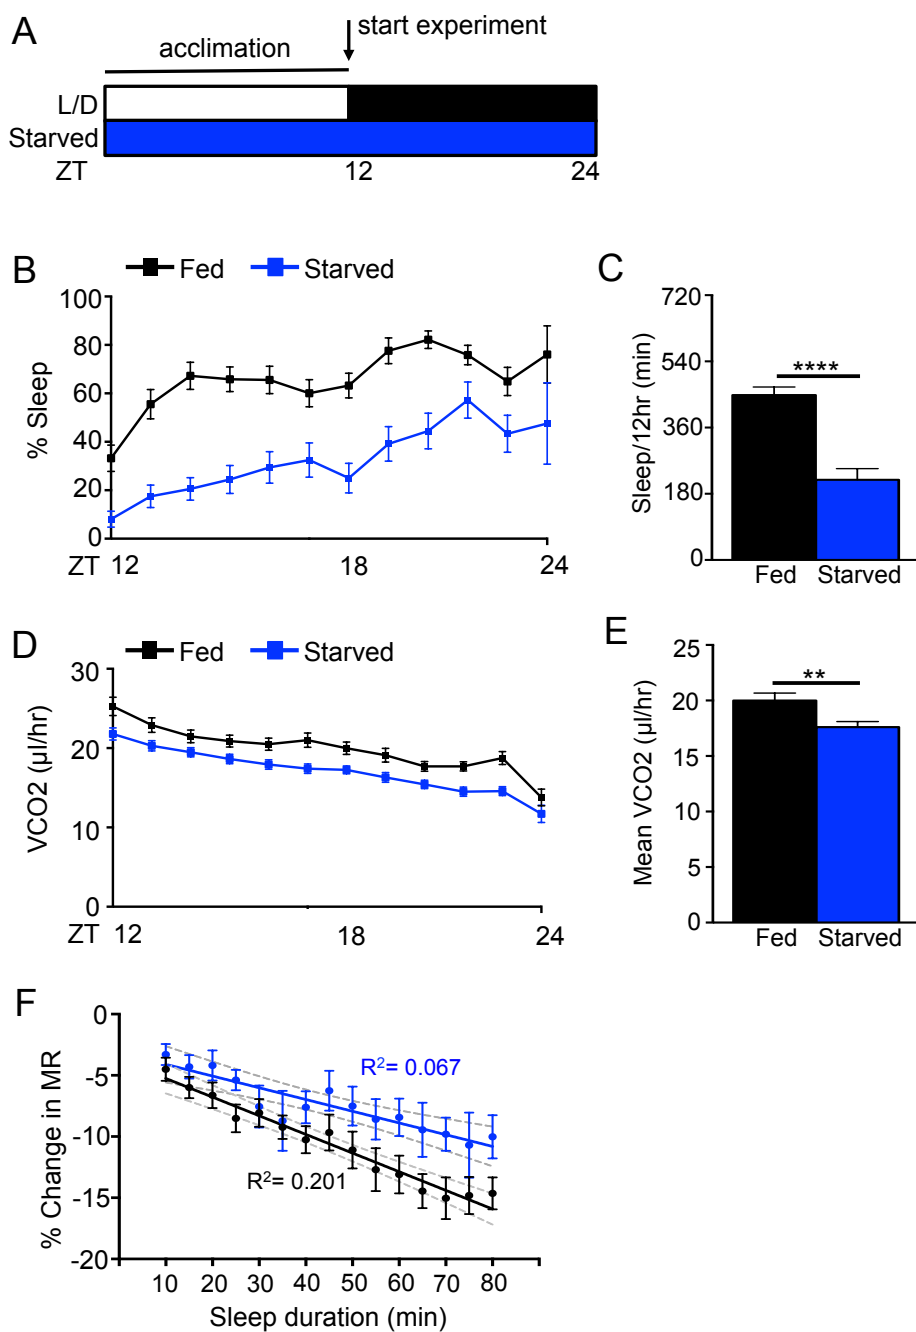 A
start experiment
acclimation
L/D
Starved
ZT 12 24
B
Fed Starved
% Sleep
100
80
60
40
20
0
ZT 12 18 24
C
Sleep/12hr (min)
720
540
360
180
0
****
Fed Starved
D
Fed Starved
VCO2 (µl/hr)
30
20
10
0
ZT 12 18 24
E
Mean VCO2 (µl/hr)
25
20
15
10
5
0
**
Fed Starved
F
% Change in MR
0
-5
-10
-15
-20
R²= 0.067
R²= 0.201
10 20 30 40 50 60 70 80
Sleep duration (min)